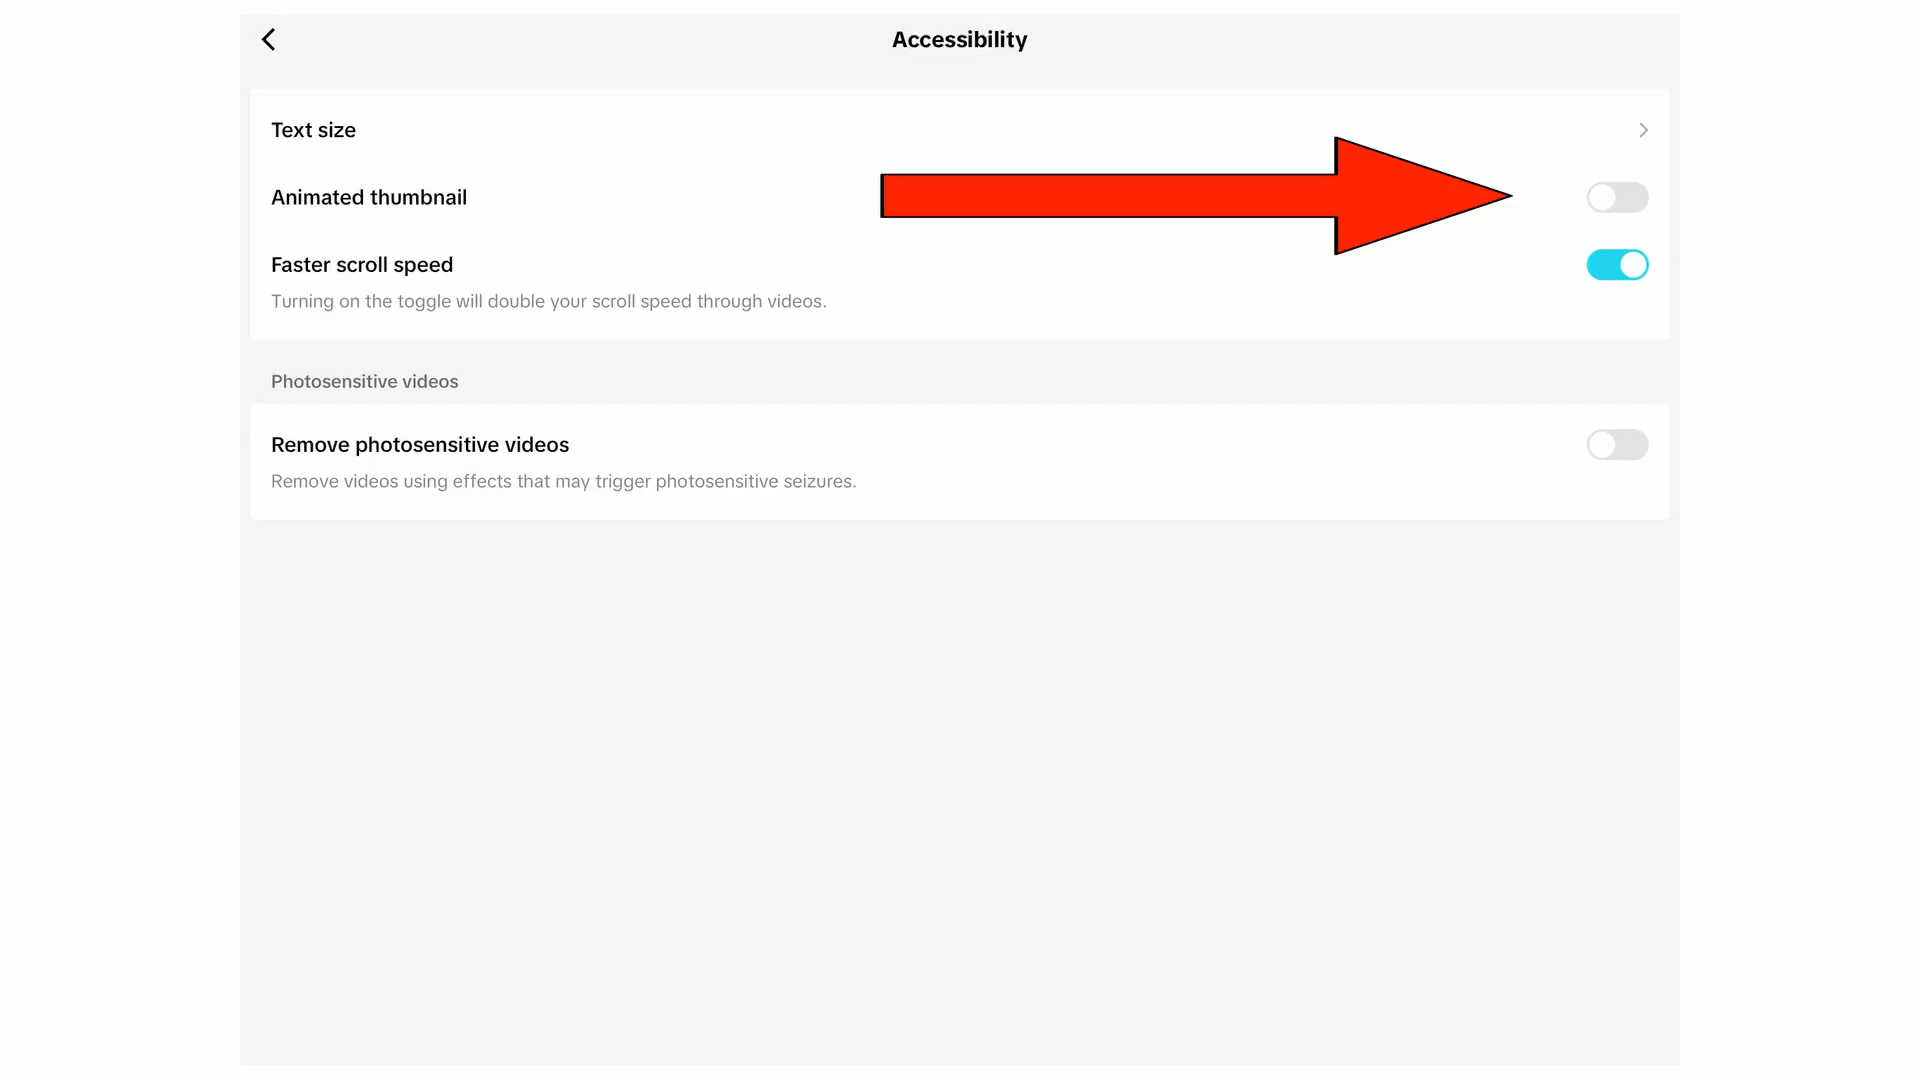 Accessibility
Text size
Animated thumbnail
Faster scroll speed
Turning on the toggle will double your scroll speed through videos.
Photosensitive videos
Remove photosensitive videos
Remove videos using effects that may trigger photosensitive seizures.